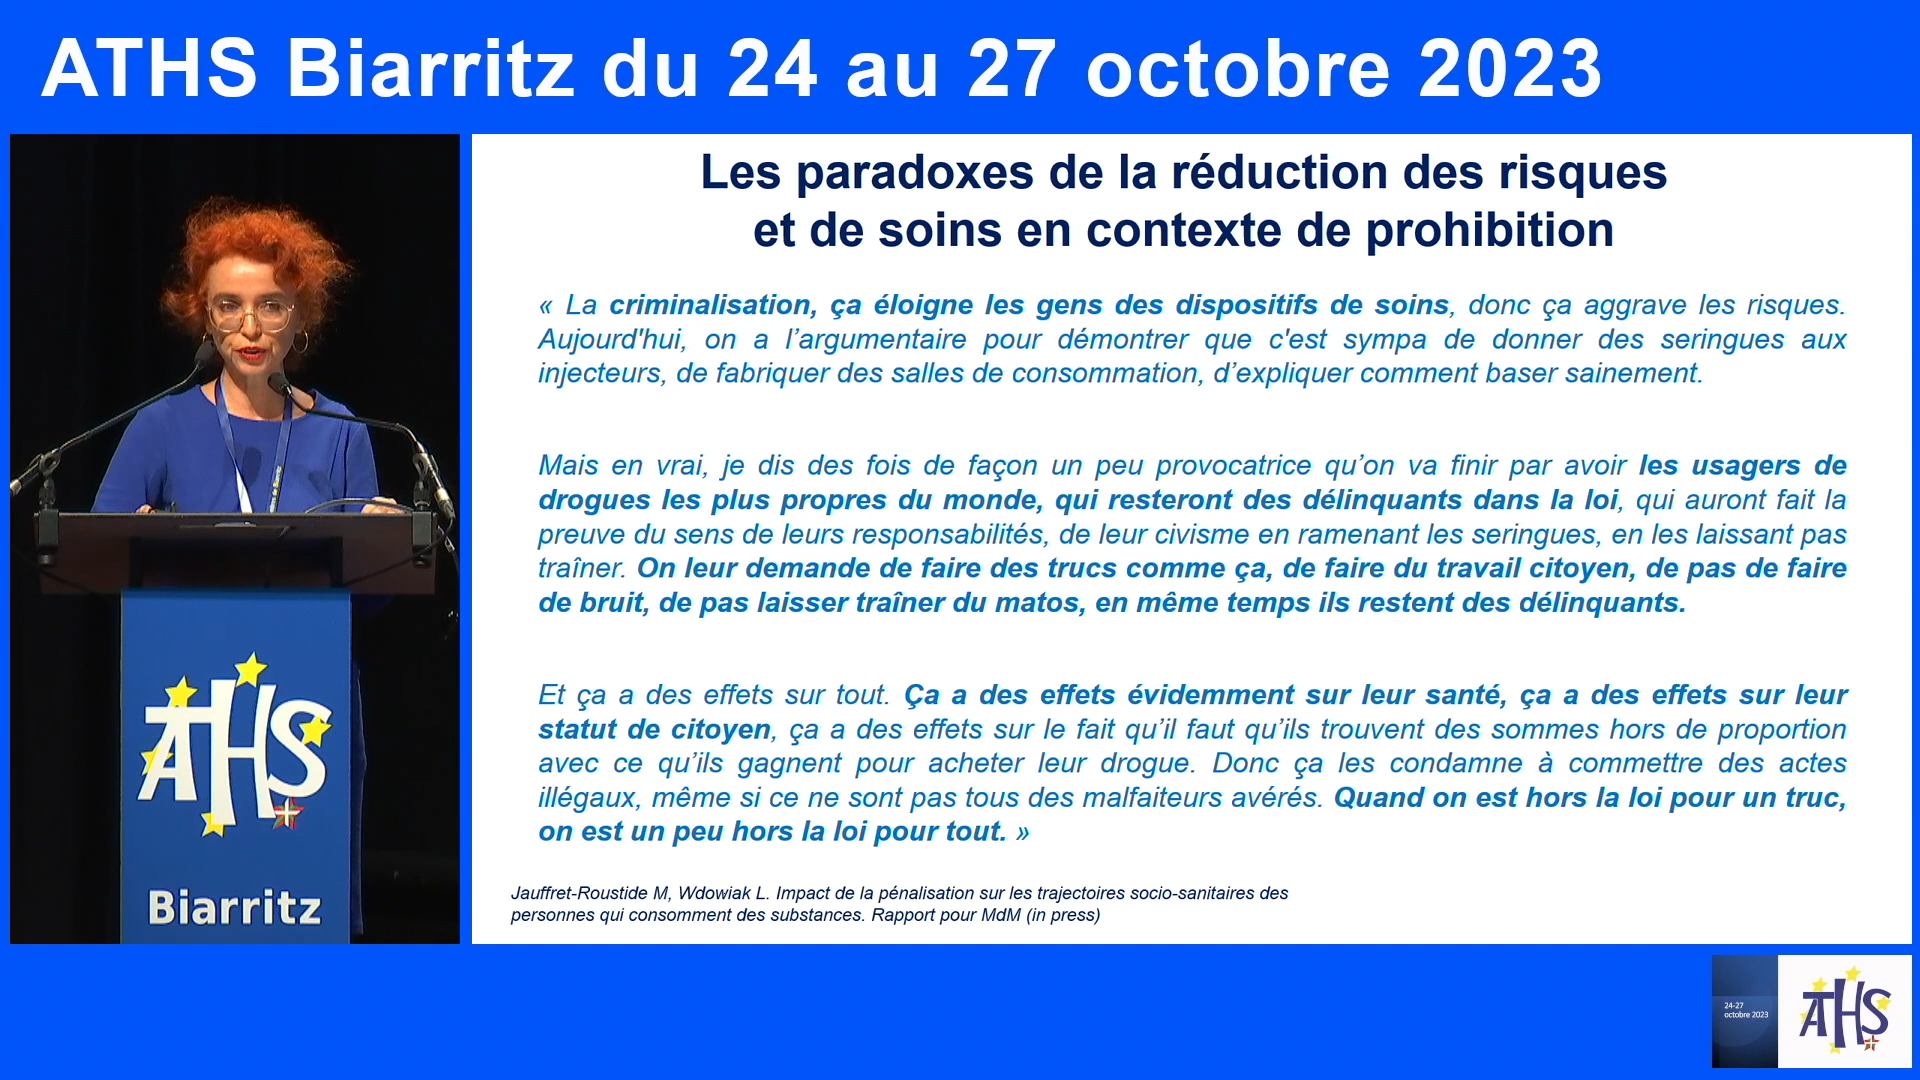 ATHS Biarritz du 24 au 27 octobre 2023
Les paradoxes de la réduction des risques
et de soins en contexte de prohibition
« La criminalisation, ça éloigne les gens des dispositifs de soins, donc ça aggrave les risques.
Aujourd'hui, on a l’argumentaire pour démontrer que c'est sympa de donner des seringues aux
injecteurs, de fabriquer des salles de consommation, d’expliquer comment baser sainement.
Mais en vrai, je dis des fois de façon un peu provocatrice qu’on va finir par avoir les usagers de
drogues les plus propres du monde, qui resteront des délinquants dans la loi, qui auront fait la
preuve du sens de leurs responsabilités, de leur civisme en ramenant les seringues, en les laissant pas
traîner. On leur demande de faire des trucs comme ça, de faire du travail citoyen, de pas de faire
de bruit, de pas laisser traîner du matos, en même temps ils restent des délinquants.
Et ça a des effets sur tout. Ça a des effets évidemment sur leur santé, ça a des effets sur leur
statut de citoyen, ça a des effets sur le fait qu’il faut qu’ils trouvent des sommes hors de proportion
avec ce qu’ils gagnent pour acheter leur drogue. Donc ça les condamne à commettre des actes
illégaux, même si ce ne sont pas tous des malfaiteurs avérés. Quand on est hors la loi pour un truc,
on est un peu hors la loi pour tout. »
Jauffret-Roustide M, Wdowiak L. Impact de la pénalisation sur les trajectoires socio-sanitaires des
personnes qui consomment des substances. Rapport pour MdM (in press)
ATHS
Biarritz
24-27
octobre 2023
ATHS